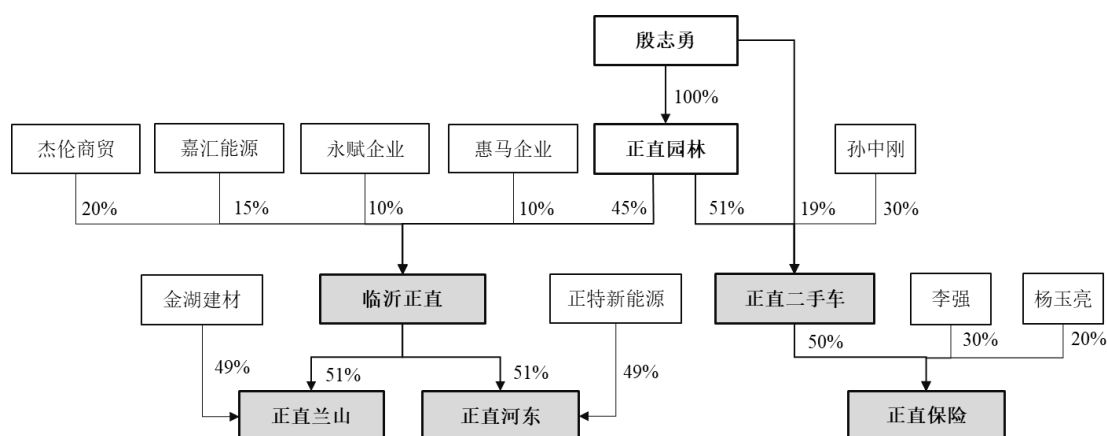 殷志勇
100%
杰伦商贸
嘉汇能源
永赋企业
惠马企业
正直园林
孙中刚
20%
15%
10%
10%
45%
51%
19%
30%
金湖建材
临沂正直
正特新能源
正直二手车
李强
杨玉亮
49%
51%
51%
49%
50%
30%
20%
正直兰山
正直河东
正直保险